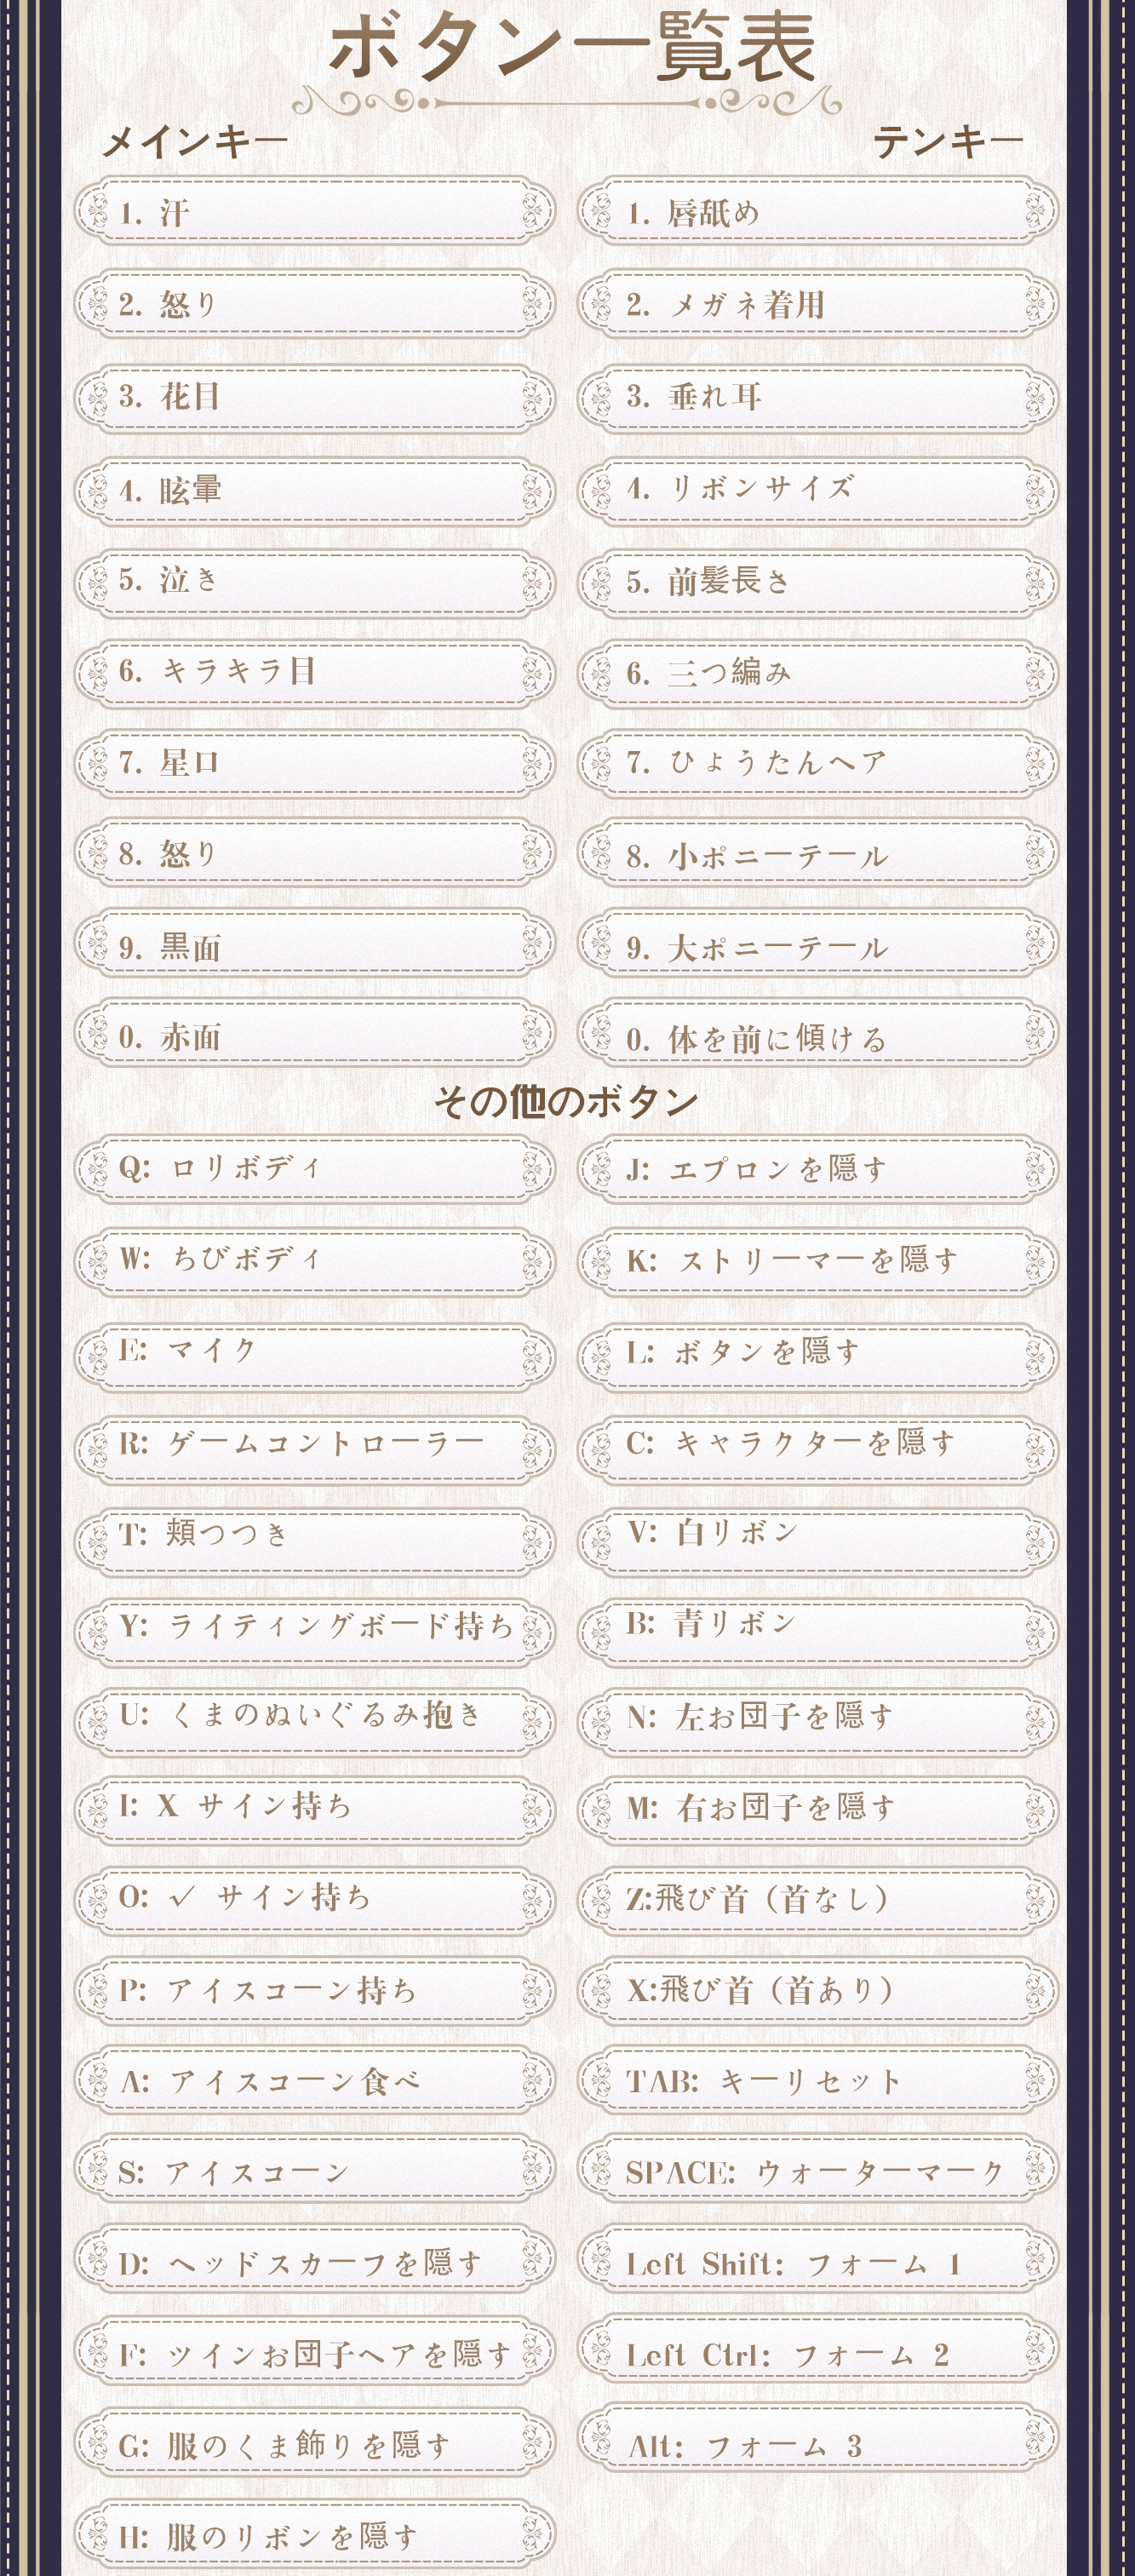 ボタン一覧表
メインキー
テンキー
1. 汗
2. 怒り
3. 花目
4. 眩暈
5. 泣き
6. キラキラ目
7. 星口
8. 怒り
9. 黒面
0. 赤面
1. 唇舐め
2. メガネ着用
3. 垂れ耳
4. リボンサイズ
5. 前髪長さ
6. 三つ編み
7. ひょうたんヘア
8. 小ポニーテール
9. 大ポニーテール
0. 体を前に傾ける
その他のボタン
Q: ロリボディ
W: ちびボディ
E: マイク
R: ゲームコントローラー
T: 頬つつき
Y: ライティングボード持ち
U: くまのぬいぐるみ抱き
I: X サイン持ち
O: ✓ サイン持ち
P: アイスコーン持ち
A: アイスコーン食べ
S: アイスコーン
D: ヘッドスカーフを隠す
F: ツインお団子ヘアを隠す
G: 服のくま飾りを隠す
H: 服のリボンを隠す
J: エプロンを隠す
K: ストリーマーを隠す
L: ボタンを隠す
C: キャラクターを隠す
V: 白リボン
B: 青リボン
N: 左お団子を隠す
M: 右お団子を隠す
Z:飛び首（首なし）
X:飛び首（首あり）
TAB: キーリセット
SPACE: ウォーターマーク
Left Shift: フォーム 1
Left Ctrl: フォーム 2
Alt: フォーム 3